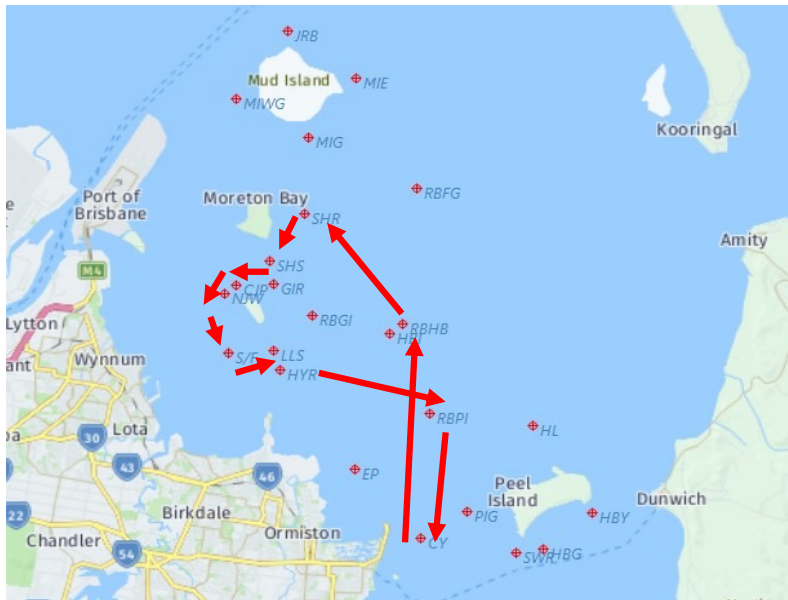 JRB
Mud Island
MIE
MIWG
MIG
Kooringal
Port of
Brisbane
Moreton Bay
RBFG
SHR
Amity
M4
SHS
CJP
GIR
NJW
RBGI
RBHB
Lytton
S/F
LLS
Wynnum
HYR
RBPI
HL
Lota
30
43
46
EP
Peel
Island
Dunwich
22
Birkdale
PIG
HBY
Chandler
Ormiston
54
CY
SWR
HBG